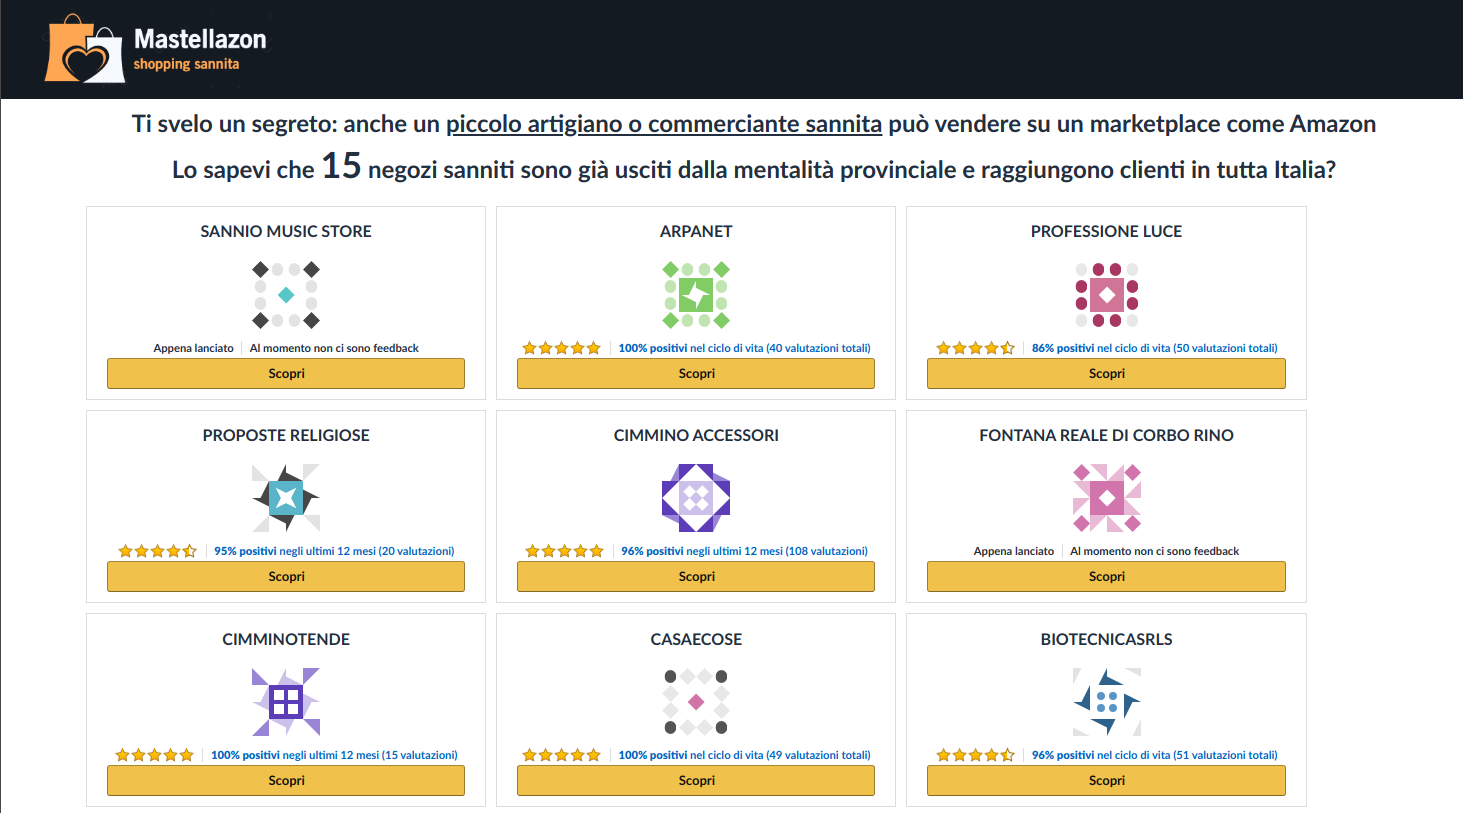 Mastellazon
shopping sannita
Ti svelo un segreto: anche un piccolo artigiano o commerciante sannita può vendere su un marketplace come Amazon
Lo sapevi che 15 negozi sanniti sono già usciti dalla mentalità provinciale e raggiungono clienti in tutta Italia?
SANNIO MUSIC STORE
Appena lanciato Al momento non ci sono feedback
Scopri
ARPANET
100% positivi nel ciclo di vita (40 valutazioni totali)
Scopri
PROFESSIONE LUCE
86% positivi nel ciclo di vita (50 valutazioni totali)
Scopri
PROPOSTE RELIGIOSE
95% positivi negli ultimi 12 mesi (20 valutazioni)
Scopri
CIMMINO ACCESSORI
96% positivi negli ultimi 12 mesi (108 valutazioni)
Scopri
FONTANA REALE DI CORBO RINO
Appena lanciato Al momento non ci sono feedback
Scopri
CIMMINOTENDE
100% positivi negli ultimi 12 mesi (15 valutazioni)
Scopri
CASAECOSE
100% positivi nel ciclo di vita (49 valutazioni totali)
Scopri
BIOTECNICASRLS
96% positivi nel ciclo di vita (51 valutazioni totali)
Scopri